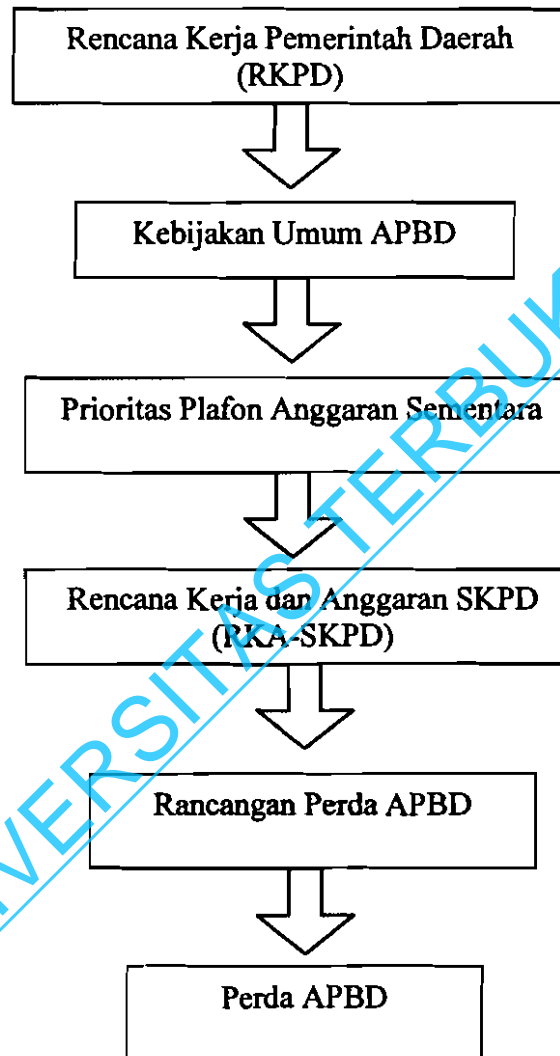 Rencana Kerja Pemerintah Daerah
(RKPD)
Kebijakan Umum APBD
Prioritas Plafon Anggaran Sementara
Rencana Kerja dan Anggaran SKPD
(RKA-SKPD)
Rancangan Perda APBD
Perda APBD